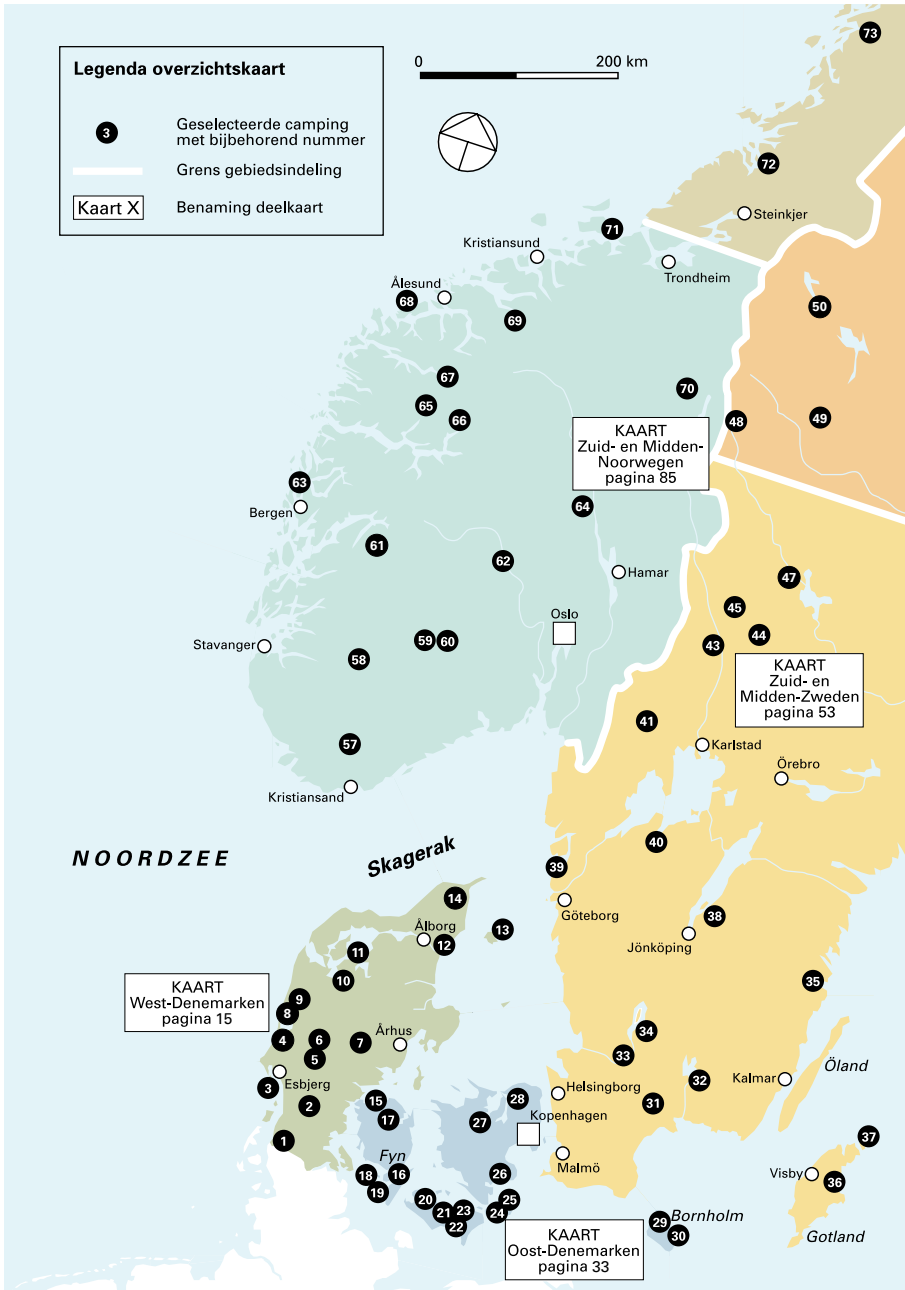 Legenda overzichtskaart
3
Geselecteerde camping
met bijbehorend nummer
Grens gebiedsindeling
Kaart X
Benaming deelkaart
0
200 km
73
72
Steinkjer
71
Kristiansund
Trondheim
Ålesund
68
69
50
67
70
65
66
48
49
KAART
Zuid- en Midden-
Noorwegen
pagina 85
63
Bergen
64
61
62
Hamar
47
45
Oslo
44
59
60
43
Stavanger
58
KAART
Zuid- en
Midden-Zweden
pagina 53
41
57
Karlstad
Örebro
Kristiansand
NOORDZEE
Skagerak
40
39
14
Göteborg
38
13
Ålborg
12
Jönköping
11
10
35
KAART
West-Denemarken
pagina 15
9
8
34
4
6
7
Århus
5
33
Öland
Esbjerg
3
Helsingborg
32
Kalmar
2
15
28
31
17
27
Kopenhagen
1
37
Fyn
Malmö
18
16
26
Visby
36
19
20
25
21
23
24
22
29
Bornholm
30
Gotland
KAART
Oost-Denemarken
pagina 33